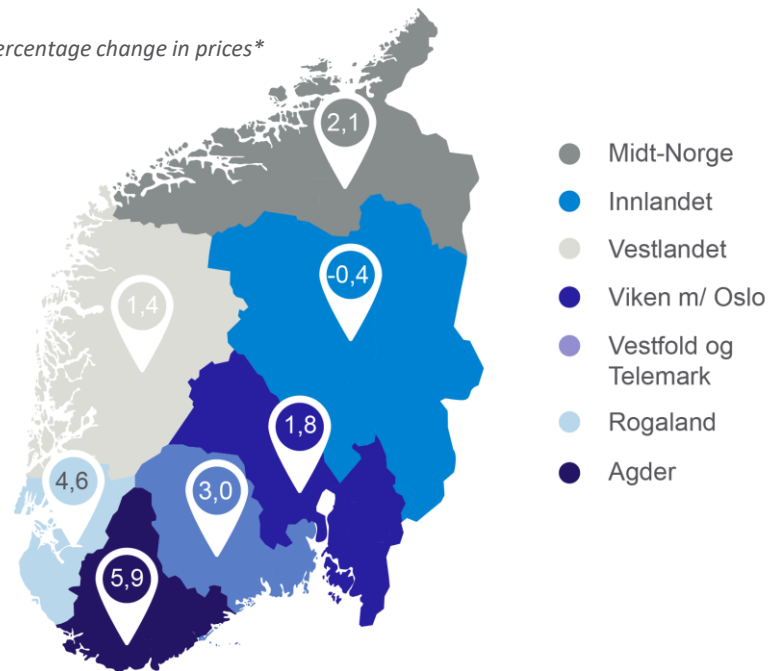 ercentage change in prices*
2,1
-0,4
1,4
1,8
4,6
3,0
5,9
Midt-Norge
Innlandet
Vestlandet
Viken m/ Oslo
Vestfold og
Telemark
Rogaland
Agder